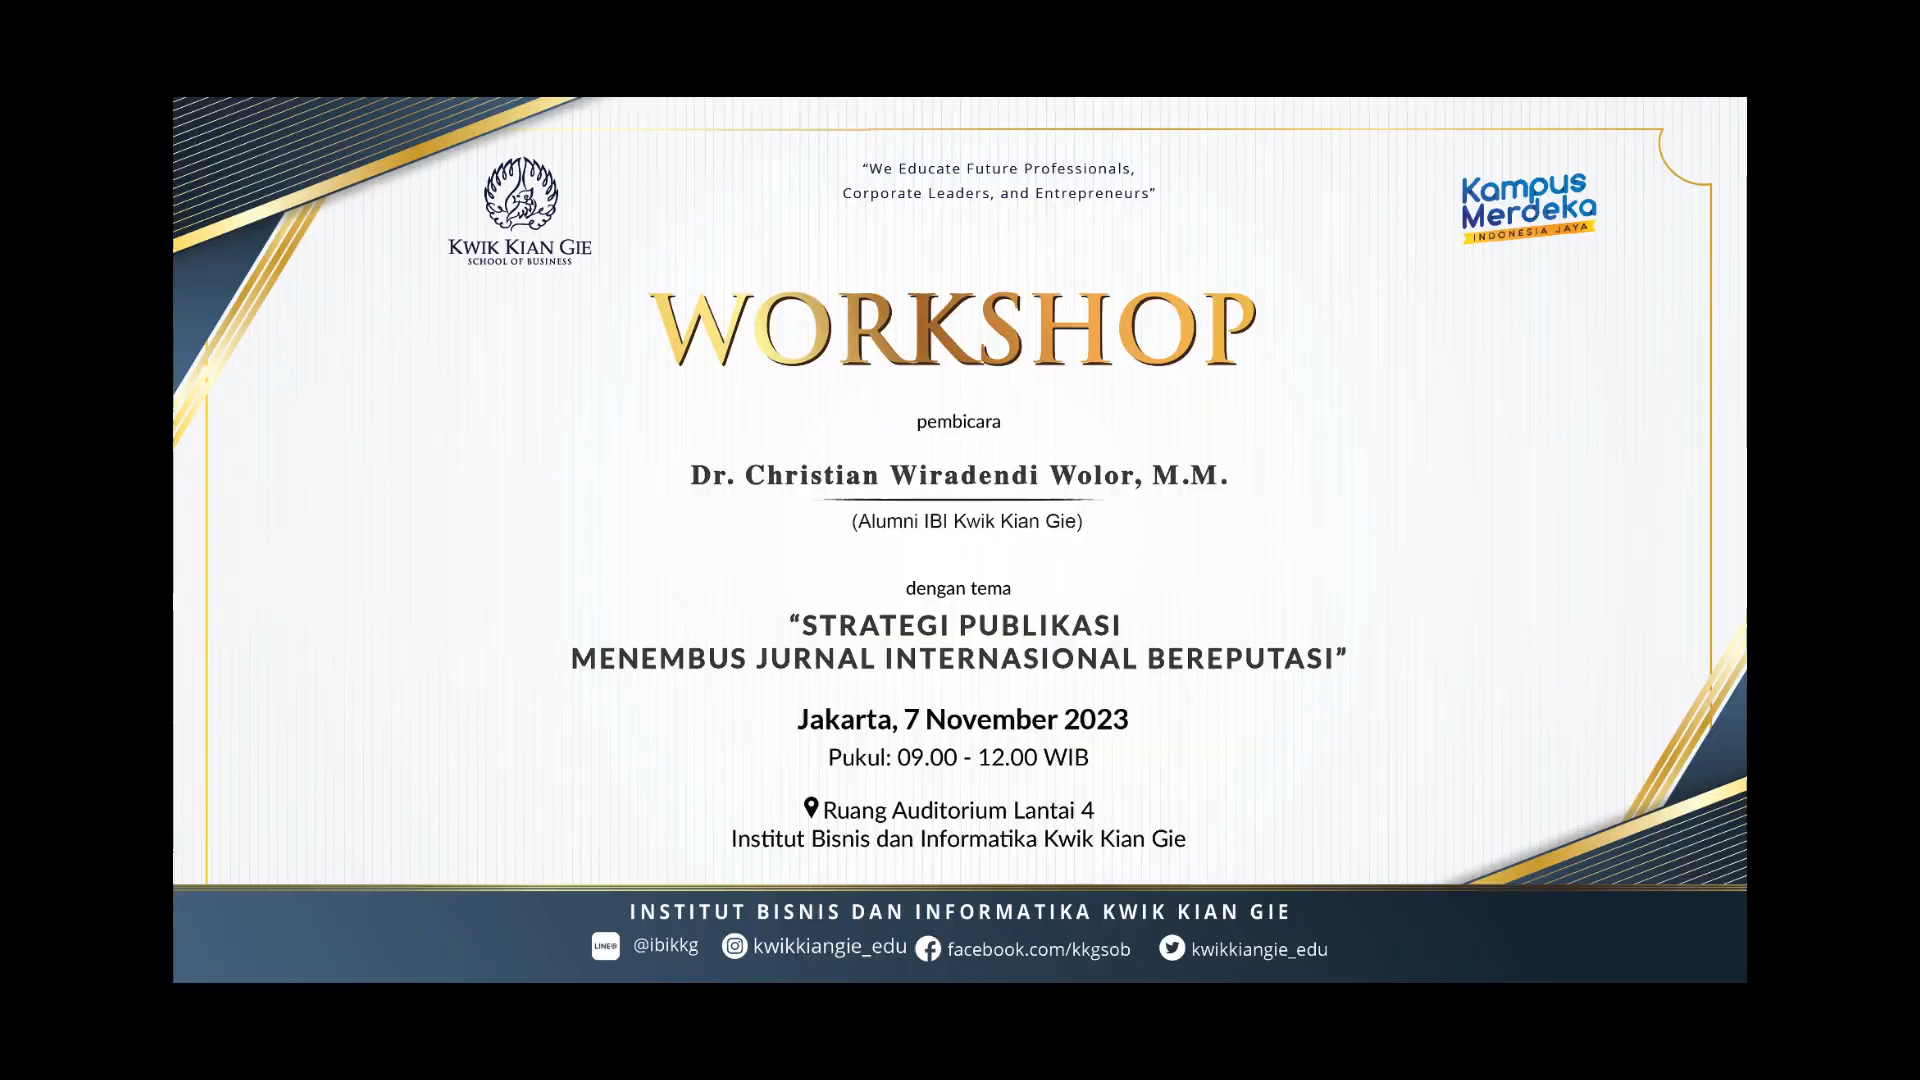 “We Educate Future Professionals,
Corporate Leaders, and Entrepreneurs”
KWIK KIAN GIE
SCHOOL OF BUSINESS
Kampus
Merdeka
INDONESIA JAYA
WORKSHOP
pembicara
Dr. Christian Wiradendi Wolor, M.M.
(Alumni IBI Kwik Kian Gie)
dengan tema
“STRATEGI PUBLIKASI
MENEMBUS JURNAL INTERNASIONAL BEREPUTASI”
Jakarta, 7 November 2023
Pukul: 09.00 - 12.00 WIB
Ruang Auditorium Lantai 4
Institut Bisnis dan Informatika Kwik Kian Gie
INSTITUT BISNIS DAN INFORMATIKA KWIK KIAN GIE
LINE@ @ibikkg kwikkiangie_edu facebook.com/kkgsob kwikkiangie_edu